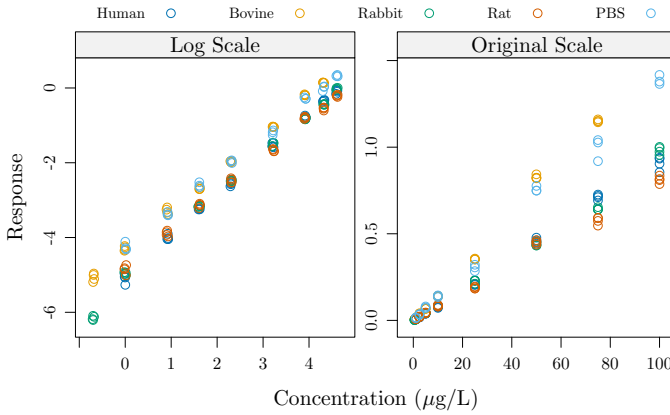 Human Bovine Rabbit Rat PBS
Log Scale Original Scale
Response
0
-2
-4
-6
0 1 2 3 4
1.0
0.5
0.0
0 20 40 60 80 100
Concentration (µg/L)